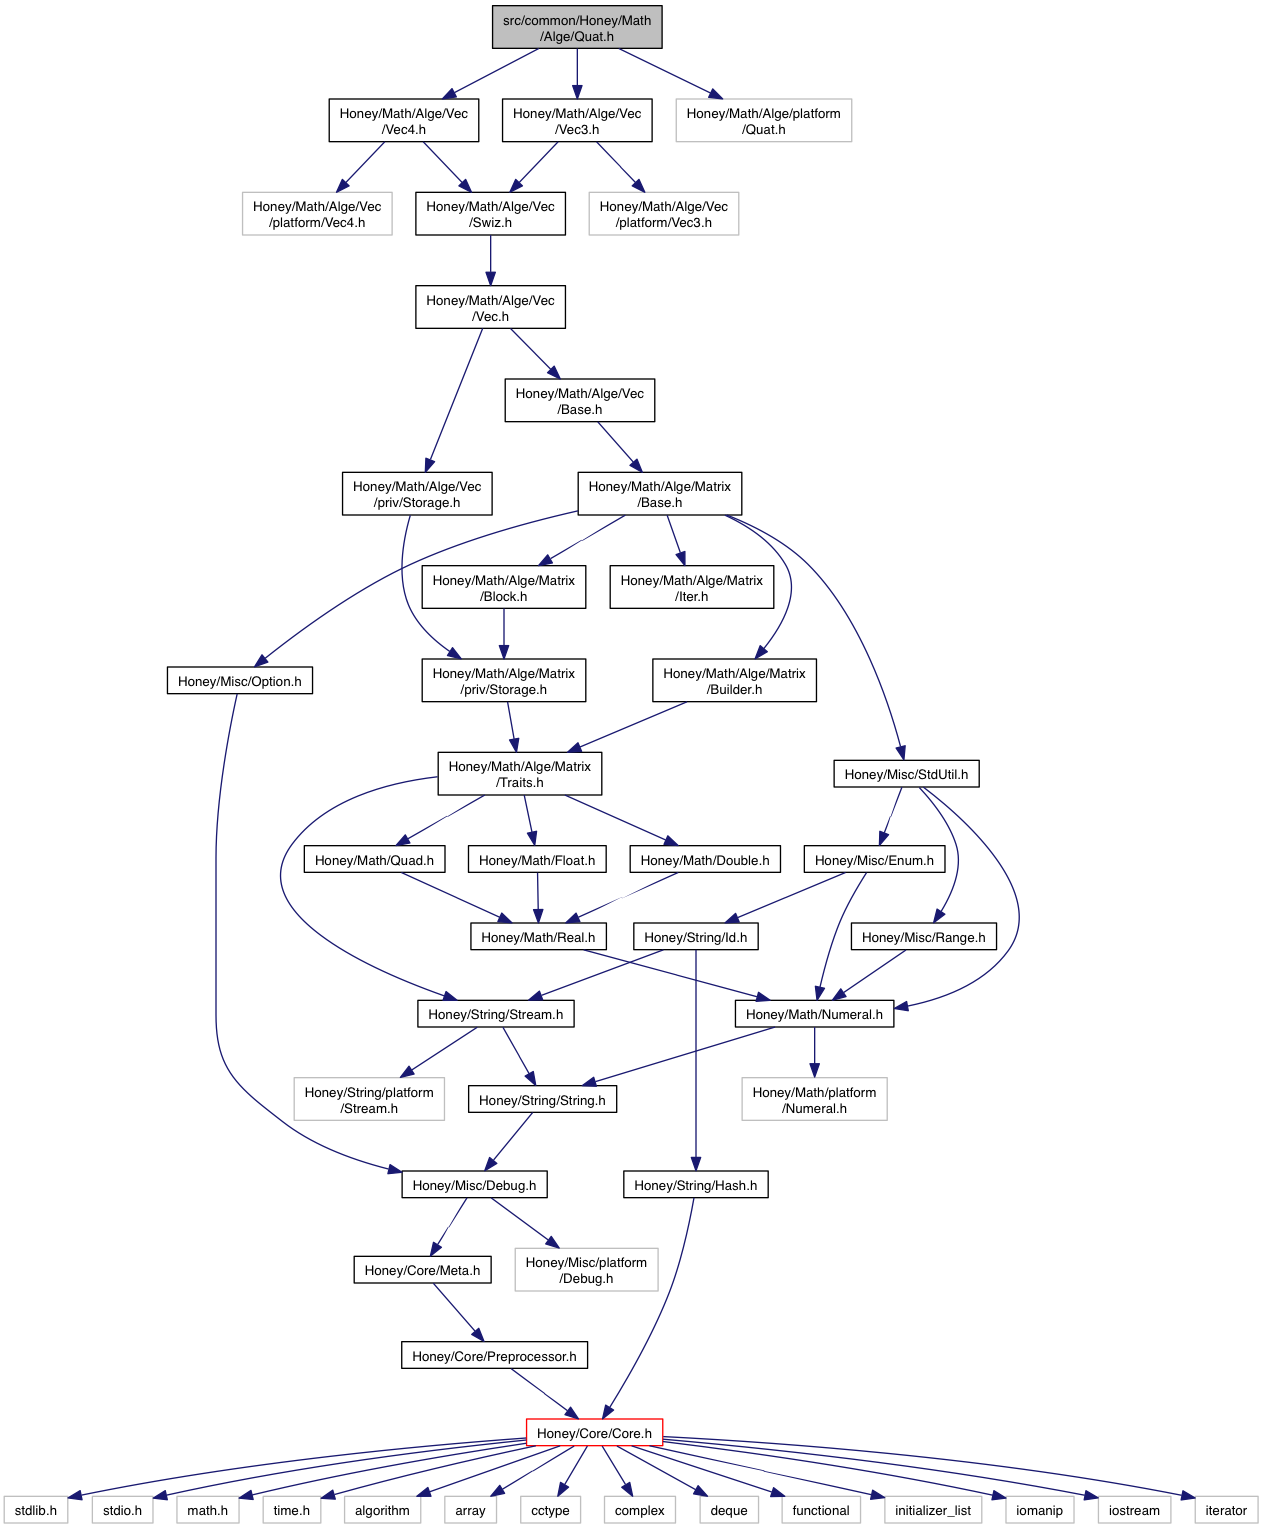 src/common/Honey/Math
/Alge/Quat.h
Honey/Math/Alge/Vec
/Vec4.h
Honey/Math/Alge/Vec
/Vec3.h
Honey/Math/Alge/platform
/Quat.h
Honey/Math/Alge/Vec
/platform/Vec4.h
Honey/Math/Alge/Vec
/Swiz.h
Honey/Math/Alge/Vec
/platform/Vec3.h
Honey/Math/Alge/Vec
/Vec.h
Honey/Math/Alge/Vec
/Base.h
Honey/Math/Alge/Vec
/priv/Storage.h
Honey/Math/Alge/Matrix
/Base.h
Honey/Math/Alge/Matrix
/Block.h
Honey/Math/Alge/Matrix
/Iter.h
Honey/Misc/Option.h
Honey/Math/Alge/Matrix
/priv/Storage.h
Honey/Math/Alge/Matrix
/Builder.h
Honey/Math/Alge/Matrix
/Traits.h
Honey/Misc/StdUtil.h
Honey/Math/Quad.h
Honey/Math/Float.h
Honey/Math/Double.h
Honey/Misc/Enum.h
Honey/Math/Real.h
Honey/String/Id.h
Honey/Misc/Range.h
Honey/String/Stream.h
Honey/Math/Numeral.h
Honey/String/platform
/Stream.h
Honey/String/String.h
Honey/Math/platform
/Numeral.h
Honey/Misc/Debug.h
Honey/String/Hash.h
Honey/Core/Meta.h
Honey/Misc/platform
/Debug.h
Honey/Core/Preprocessor.h
Honey/Core/Core.h
stdlib.h
stdio.h
math.h
time.h
algorithm
array
cctype
complex
deque
functional
initializer_list
iomanip
iostream
iterator